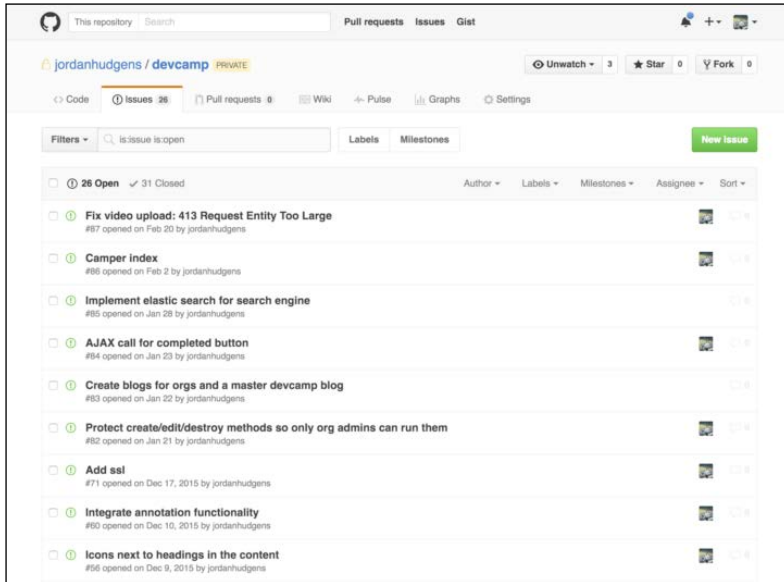 This repository Search Pull requests Issues Gist
jordanhudgens / devcamp PRIVATE Unwatch 3 Star 0 Fork 0
Code Issues 26 Pull requests 0 Wiki Pulse Graphs Settings
Filters is:issue is:open Labels Milestones New issue
26 Open 31 Closed Author Labels Milestones Assignee Sort
Fix video upload: 413 Request Entity Too Large
#87 opened on Feb 20 by jordanhudgens
Camper index
#86 opened on Feb 2 by jordanhudgens
Implement elastic search for search engine
#85 opened on Jan 28 by jordanhudgens
AJAX call for completed button
#84 opened on Jan 23 by jordanhudgens
Create blogs for orgs and a master devcamp blog
#83 opened on Jan 22 by jordanhudgens
Protect create/edit/destroy methods so only org admins can run them
#82 opened on Jan 21 by jordanhudgens
Add ssl
#71 opened on Dec 17, 2015 by jordanhudgens
Integrate annotation functionality
#60 opened on Dec 10, 2015 by jordanhudgens
Icons next to headings in the content
#56 opened on Dec 9, 2015 by jordanhudgens